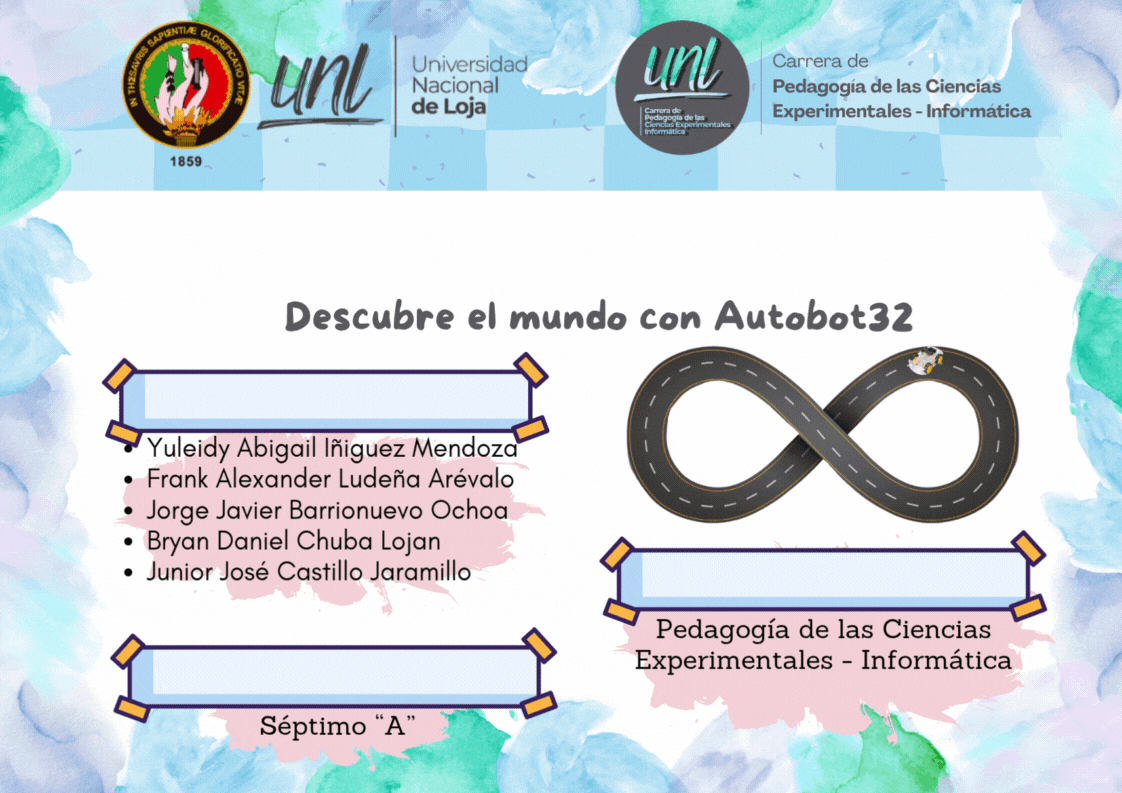 IN THESAVRIS SAPIENTIÆ GLORIFICATIO VITÆ
1859
unl
Universidad
Nacional
de Loja
unl
Carrera de
Pedagogía de las
Ciencias Experimentales
Informática
Carrera de
Pedagogía de las Ciencias
Experimentales - Informática
Descubre el mundo con Autobot32
• Yuleidy Abigail Iñiguez Mendoza
• Frank Alexander Ludeña Arévalo
• Jorge Javier Barrionuevo Ochoa
• Bryan Daniel Chuba Lojan
• Junior José Castillo Jaramillo
Pedagogía de las Ciencias
Experimentales - Informática
Séptimo “A”